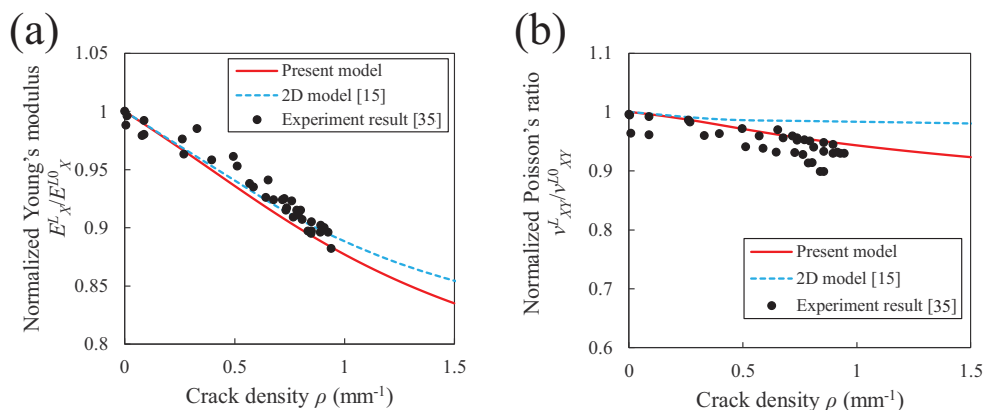 (a)
Normalized Young's modulus
E^L_X/E^L0_X
1.05
1
0.95
0.9
0.85
0.8
0
0.5
1
1.5
Crack density ρ (mm⁻¹)
Present model
2D model [15]
Experiment result [35]
(b)
Normalized Poisson's ratio
ν^L_XY/ν^L0_XY
1.1
1
0.9
0.8
0.7
0.6
0
0.5
1
1.5
Crack density ρ (mm⁻¹)
Present model
2D model [15]
Experiment result [35]